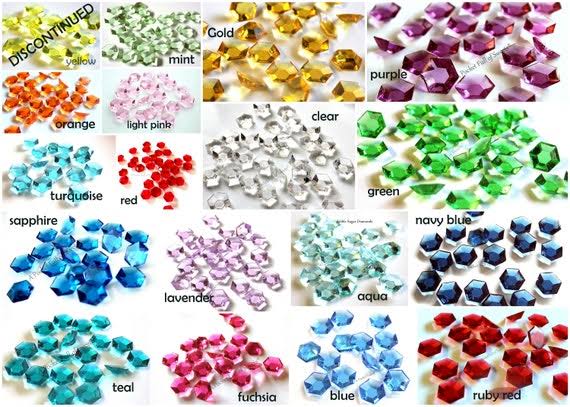 DISCONTINUED
yellow
mint
Gold
purple
orange
light pink
clear
turquoise
red
green
sapphire
lavender
aqua
navy blue
teal
fuchsia
blue
ruby red